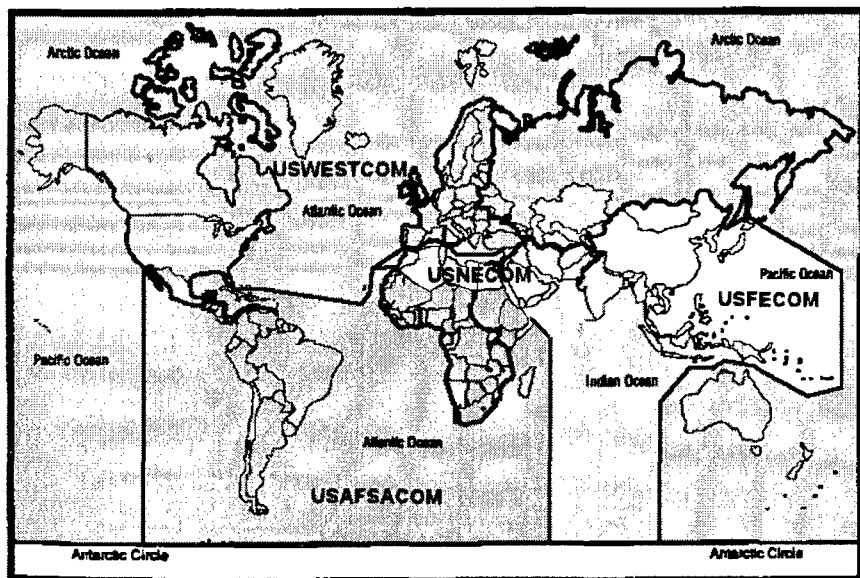 Arctic Ocean
Arctic Ocean
USWESTCOM
Atlantic Ocean
USNECOM
Pacific Ocean
USFECOM
Pacific Ocean
Indian Ocean
Atlantic Ocean
USAFSACOM
Antarctic Circle
Antarctic Circle